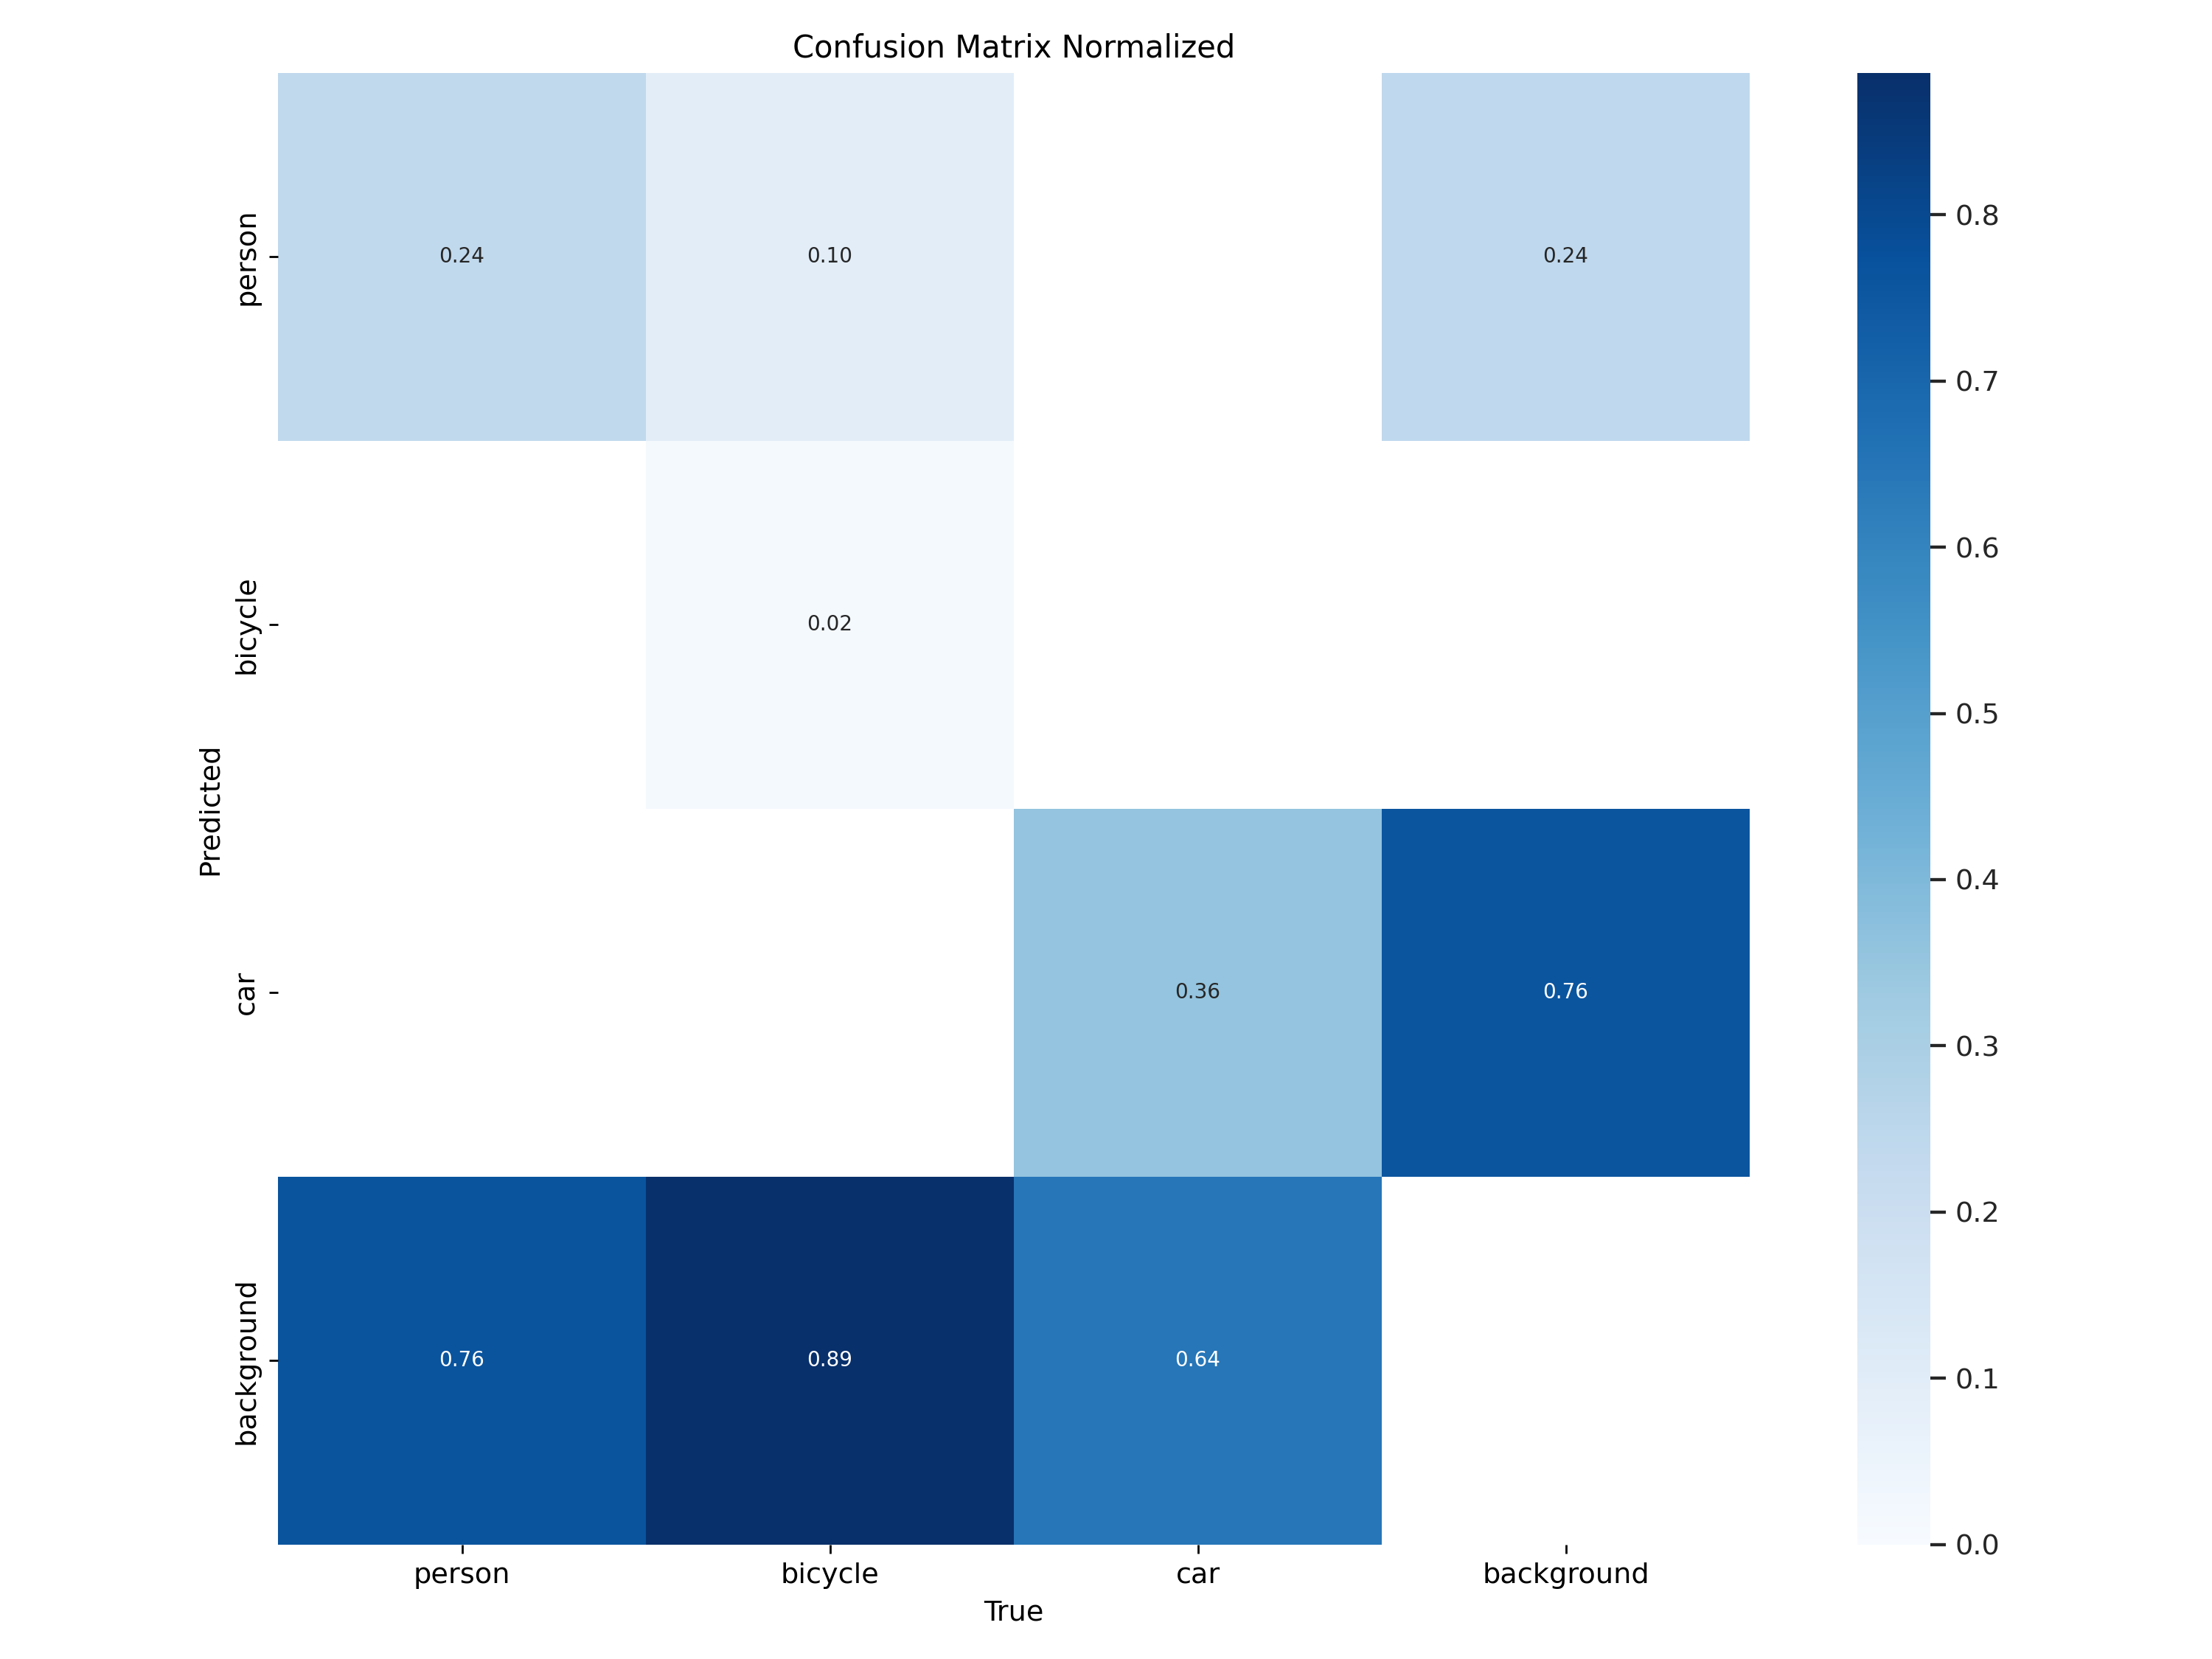 Confusion Matrix Normalized
person
0.24
0.10
0.24
bicycle
0.02
car
0.36
0.76
background
0.76
0.89
0.64
Predicted
person
bicycle
car
background
True
0.8
0.7
0.6
0.5
0.4
0.3
0.2
0.1
0.0